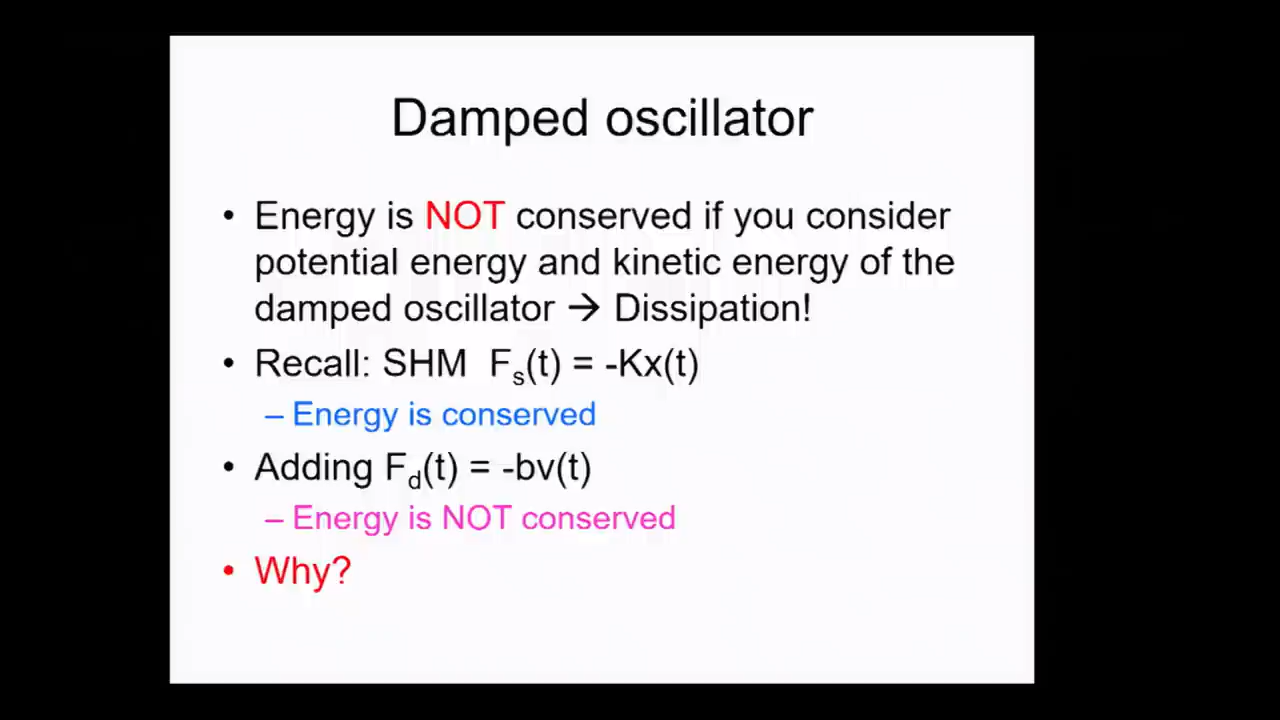 Damped oscillator
• Energy is NOT conserved if you consider
potential energy and kinetic energy of the
damped oscillator → Dissipation!
• Recall: SHM F_s(t) = -Kx(t)
– Energy is conserved
• Adding F_d(t) = -bv(t)
– Energy is NOT conserved
• Why?